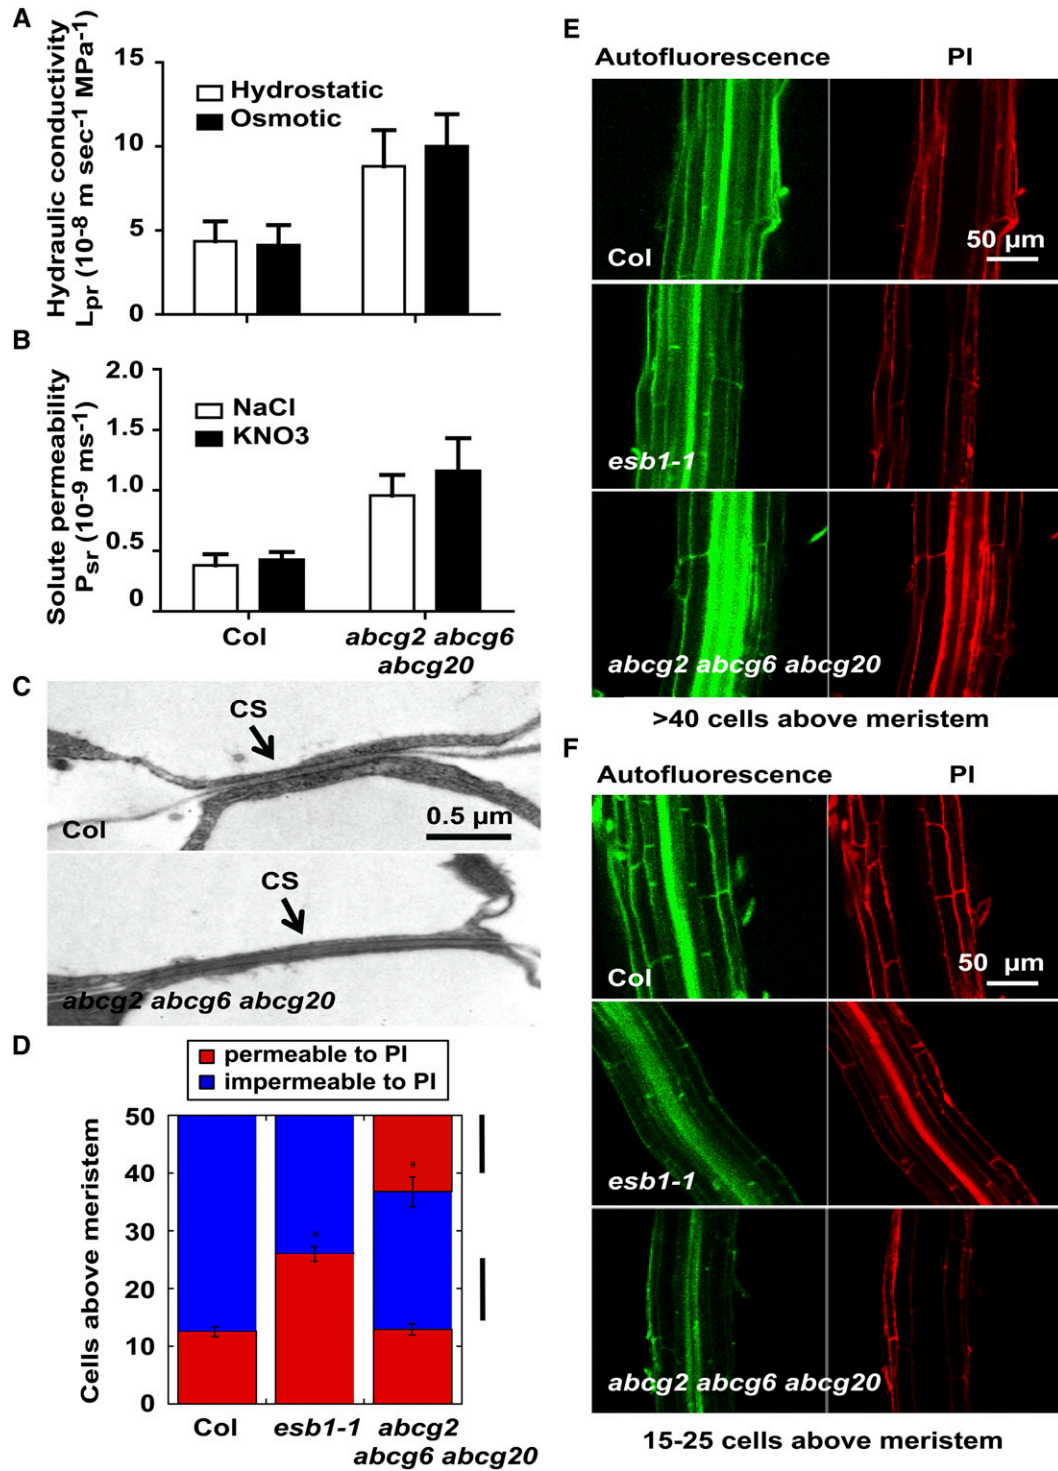 A
Hydraulic conductivity
Lpr (10-8 m sec-1 MPa-1)
15
10
5
0
Hydrostatic
Osmotic
B
Solute permeability
Psr (10-9 ms-1)
2.0
1.5
1.0
0.5
0
NaCl
KNO3
Col
abcg2 abcg6
abcg20
C
CS
Col
0.5 µm
CS
abcg2 abcg6 abcg20
D
permeable to PI
impermeable to PI
Cells above meristem
50
40
30
20
10
0
*
*
Col
esb1-1
abcg2
abcg6 abcg20
E
Autofluorescence
PI
Col
50 µm
esb1-1
abcg2 abcg6 abcg20
>40 cells above meristem
F
Autofluorescence
PI
Col
50 µm
esb1-1
abcg2 abcg6 abcg20
15-25 cells above meristem